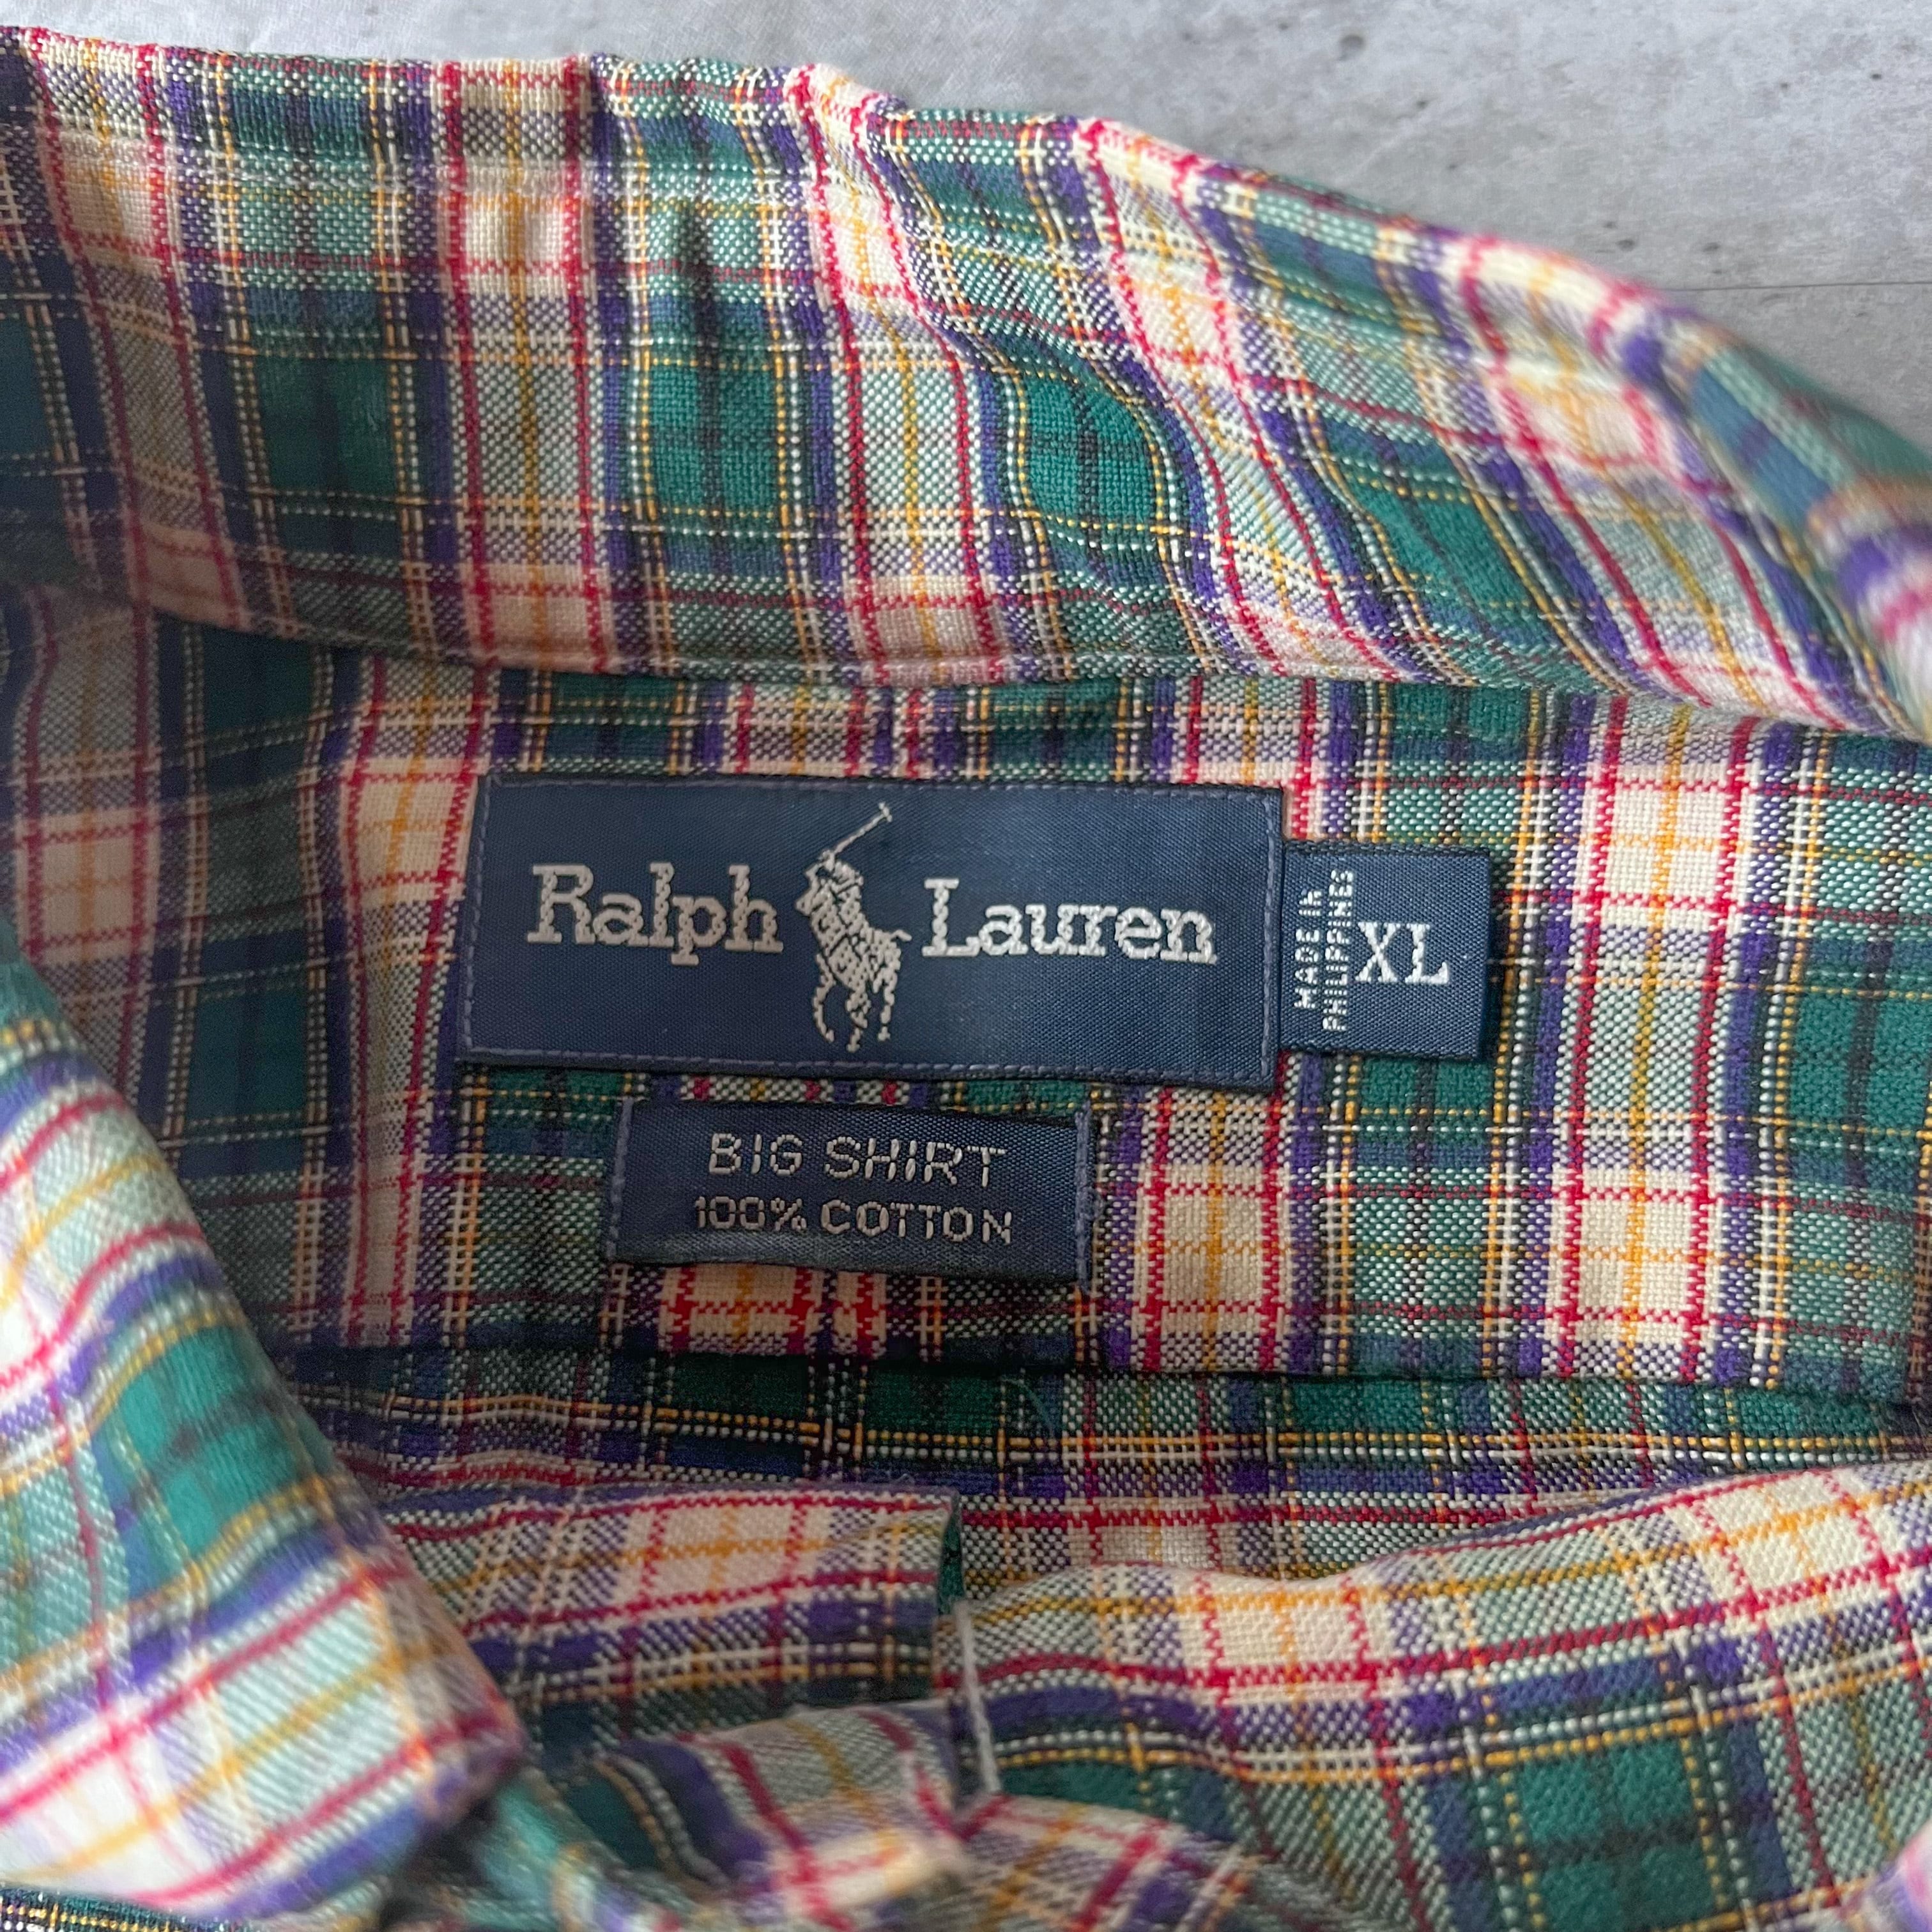 Ralph Lauren
MADE IN
PHILIPPINES
XL
BIG SHIRT
100% COTTON